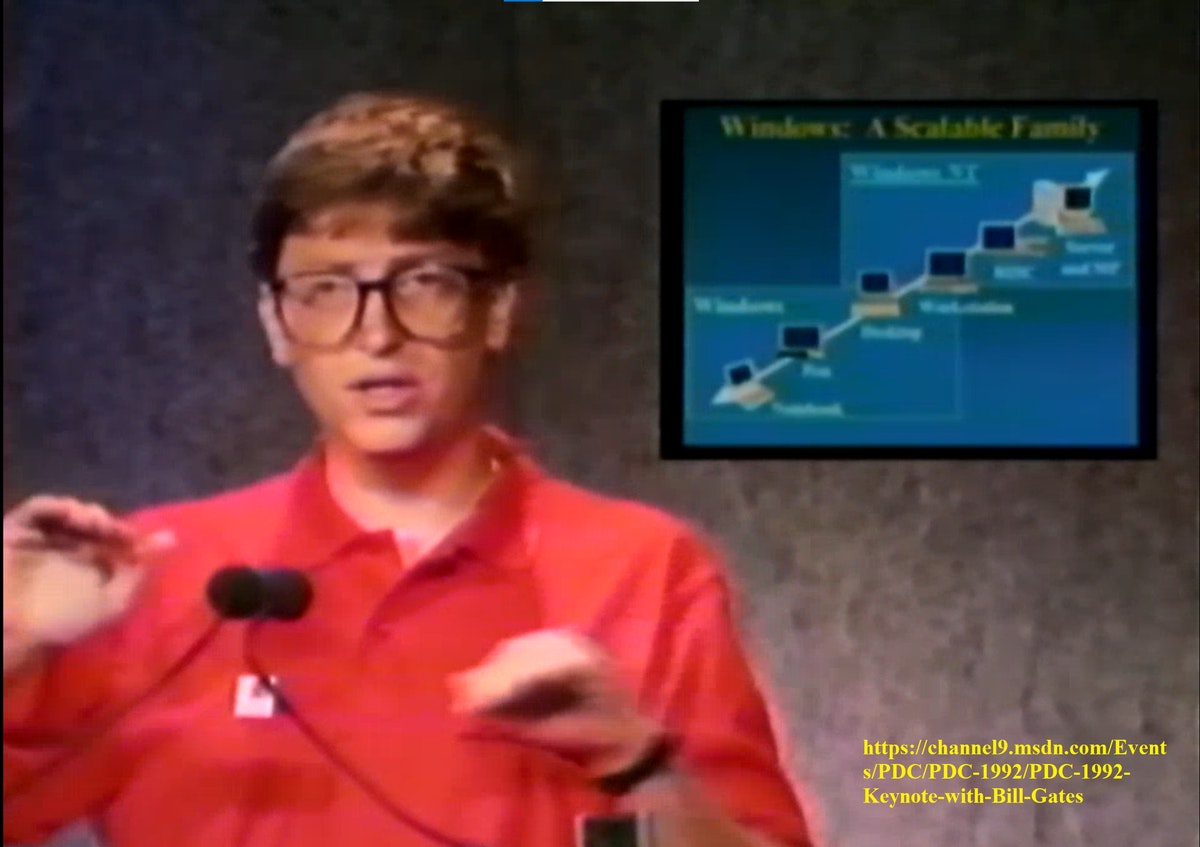 Windows: A Scalable Family
Windows NT
Server
and MP
RISC
Workstation
Windows
Desktop
Pen
Notebook
https://channel9.msdn.com/Event
s/PDC/PDC-1992/PDC-1992-
Keynote-with-Bill-Gates